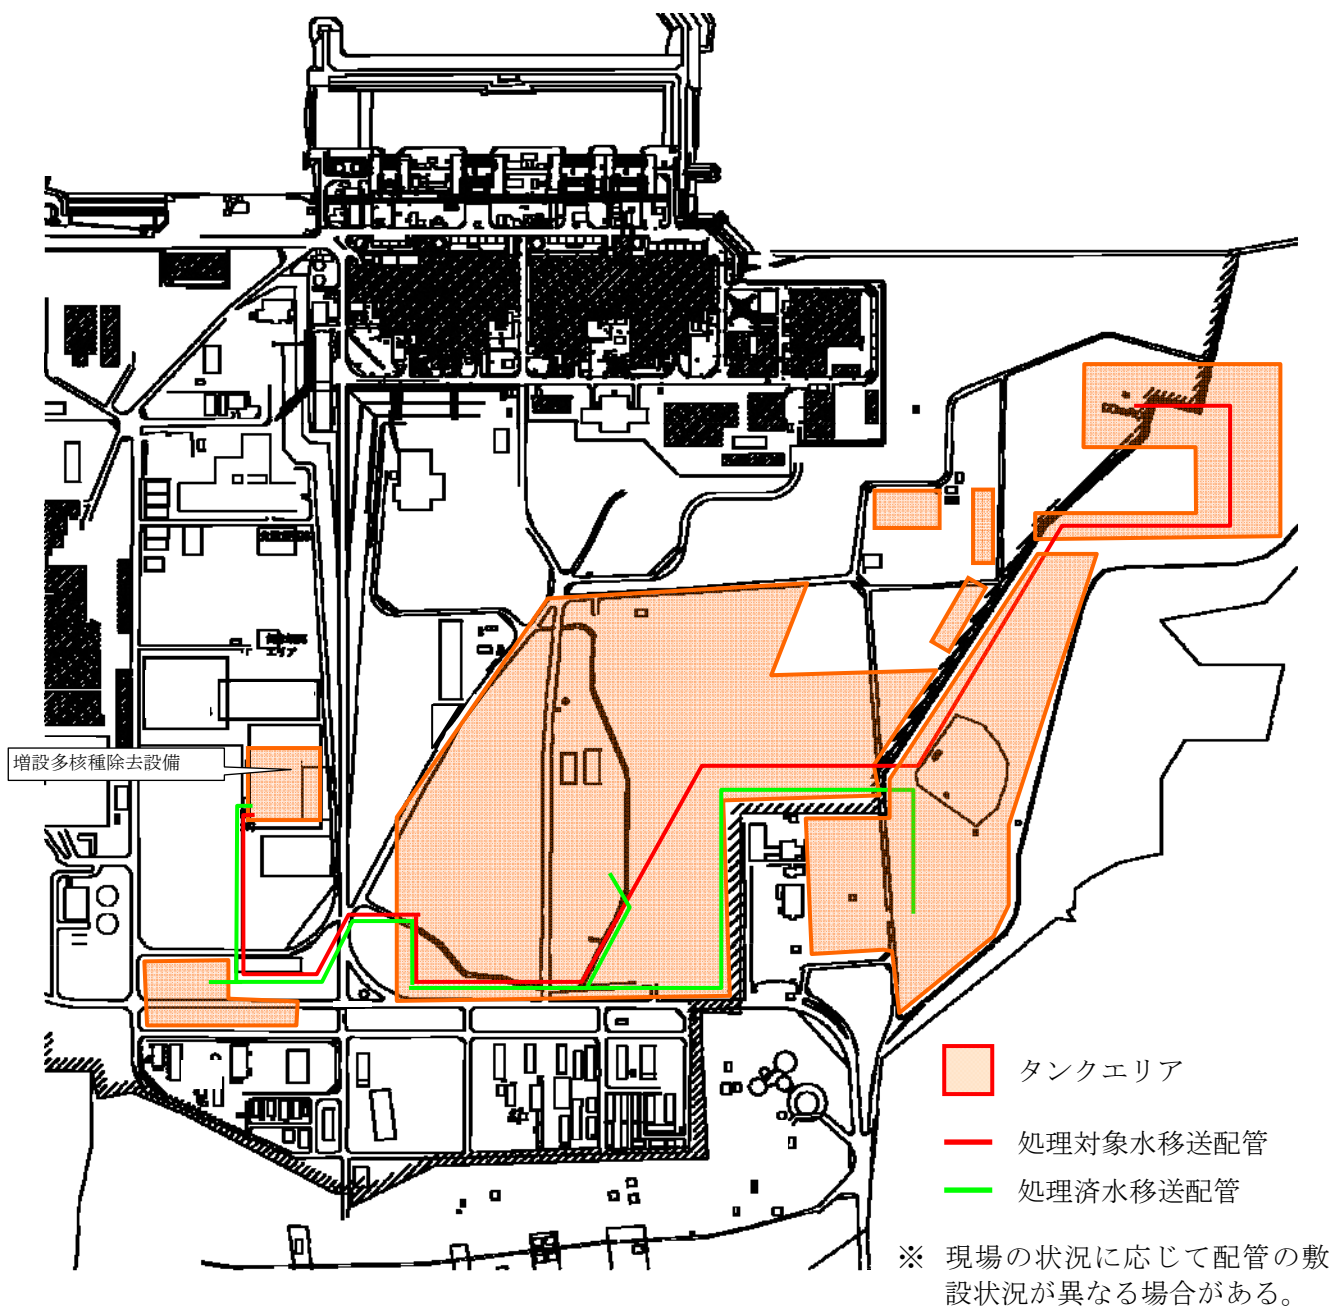 エリア
増設多核種除去設備
タンクエリア
処理対象水移送配管
処理済水移送配管
※ 現場の状況に応じて配管の敷
設状況が異なる場合がある。